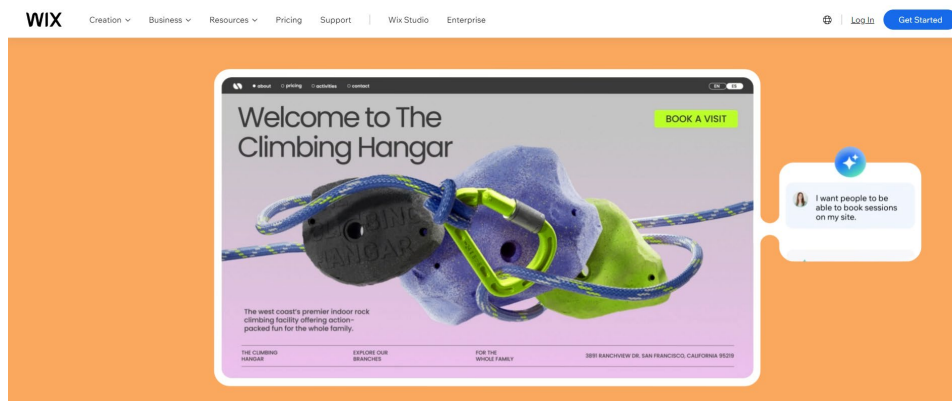 WIX Creation Business Resources Pricing Support Wix Studio Enterprise Log In Get Started
about pricing activities contact EN ES
Welcome to The
Climbing Hangar
BOOK A VISIT
CLIMBING
HANGAR
I want people to be
able to book sessions
on my site.
The west coast's premier indoor rock
climbing facility offering action-
packed fun for the whole family.
THE CLIMBING
HANGAR
EXPLORE OUR
BRANCHES
FOR THE
WHOLE FAMILY
3891 RANCHVIEW DR. SAN FRANCISCO, CALIFORNIA 95218